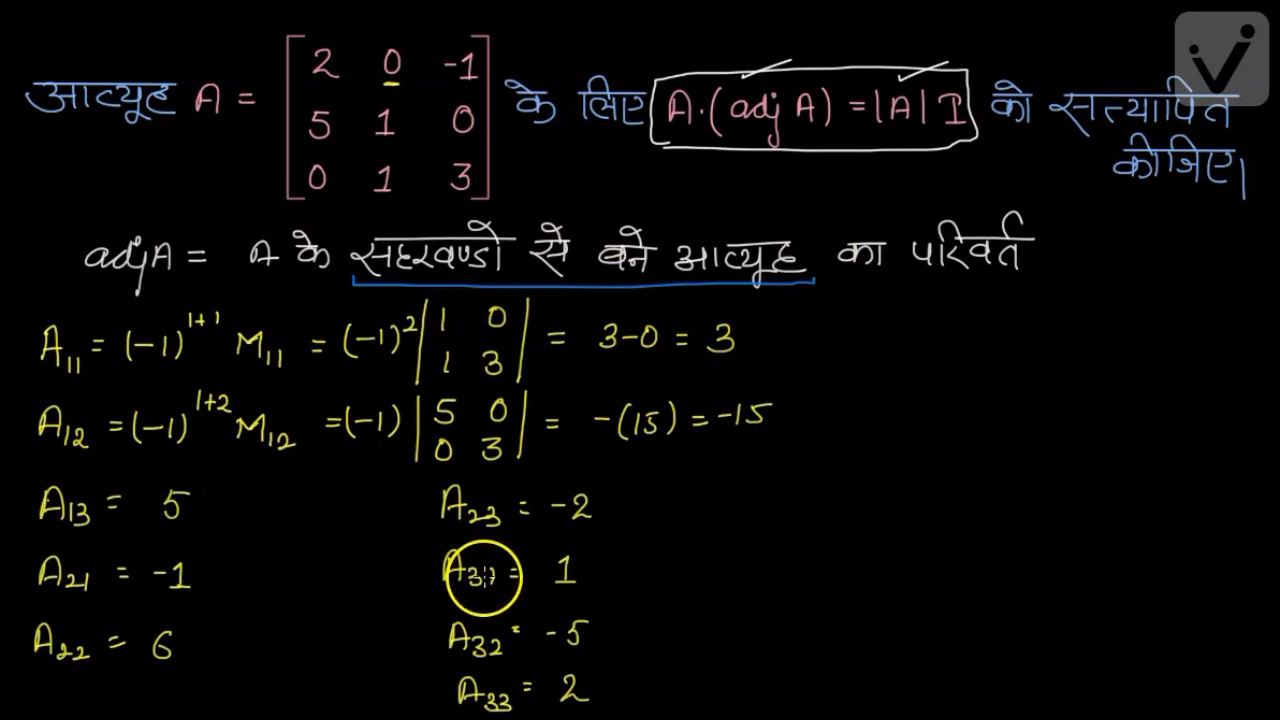 आव्यूह A = [2 0 -1
5 1 0
0 1 3] के लिए A·(adj A) = |A| I को सत्यापित
कीजिए।
adjA = A के सहखण्डो से बने आव्यूह का परिवर्त
A₁₁ = (-1)¹⁺¹ M₁₁ = (-1)² |1 0
1 3| = 3-0 = 3
A₁₂ = (-1)¹⁺² M₁₂ = (-1) |5 0
0 3| = -(15) = -15
A₁₃ = 5
A₂₁ = -1
A₂₂ = 6
A₂₃ = -2
A₃₁ = 1
A₃₂ = -5
A₃₃ = 2